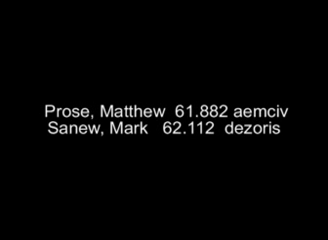 Prose, Matthew 61.882 aemciv
Sanew, Mark 62.112 dezoris